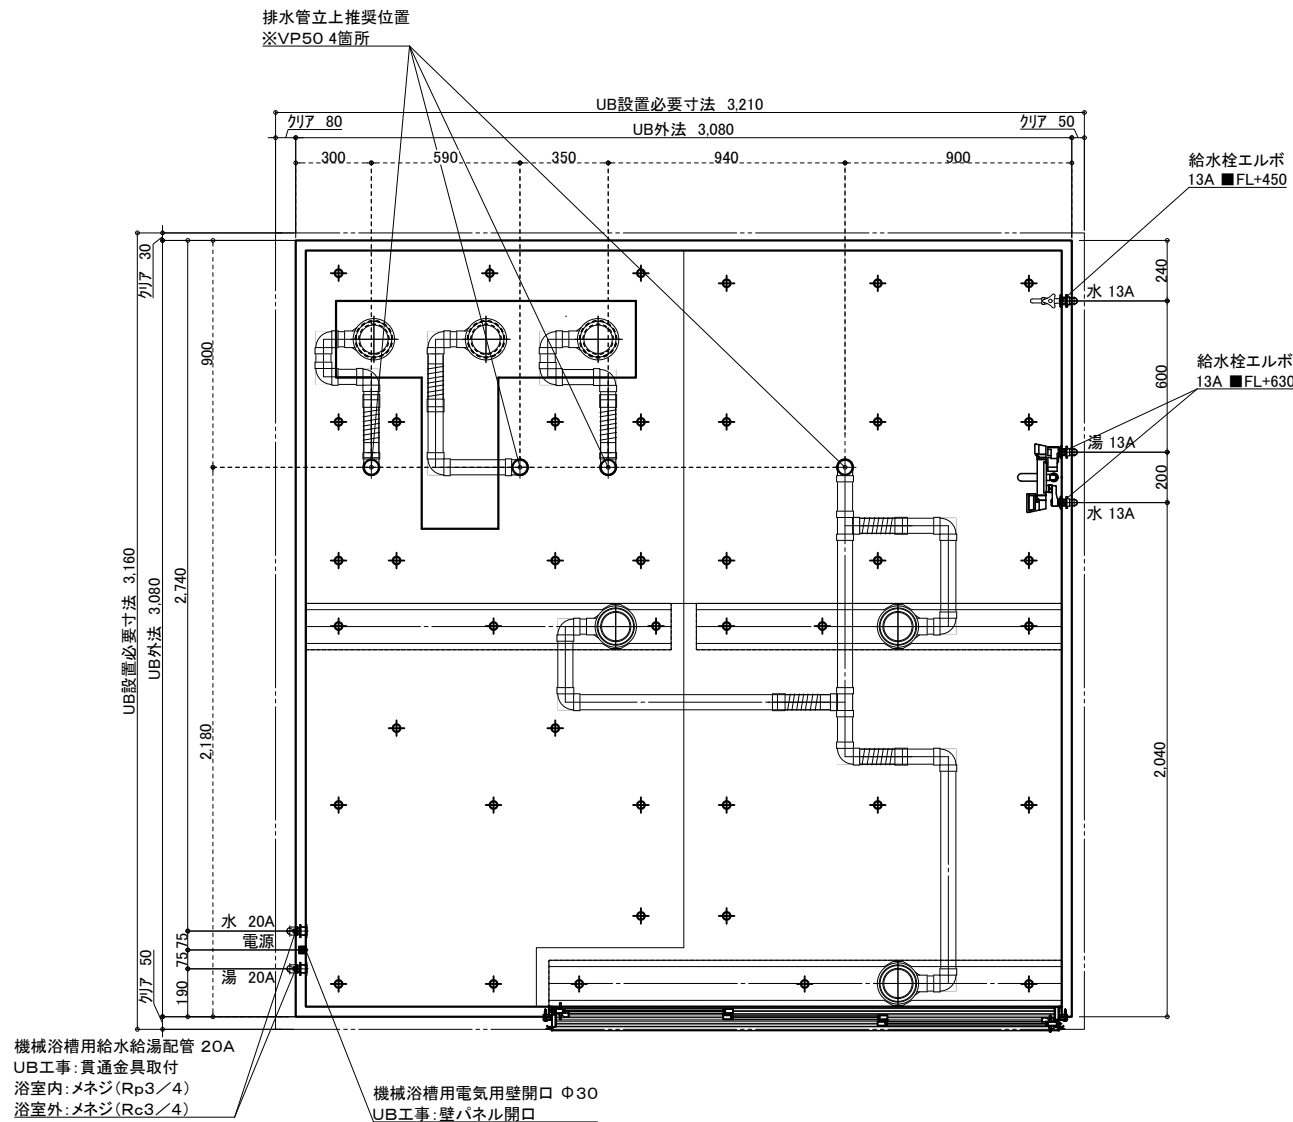 排水管立上推奨位置
※VP50 4箇所
UB設置必要寸法 3,210
クリア 80
UB外法 3,080
クリア 50
300
590
350
940
900
給水栓エルボ
13A ■FL+450
クリア 30
240
水 13A
900
600
給水栓エルボ
13A ■FL+630
湯 13A
200
水 13A
UB設置必要寸法 3,160
UB外法 3,080
2,740
2,180
2,040
水 20A
75
電源
75
湯 20A
クリア 50
190
機械浴槽用給水給湯配管 20A
UB工事:貫通金具取付
浴室内:メネジ(Rp3/4)
浴室外:メネジ(Rc3/4)
機械浴槽用電気用壁開口 Φ30
UB工事:壁パネル開口